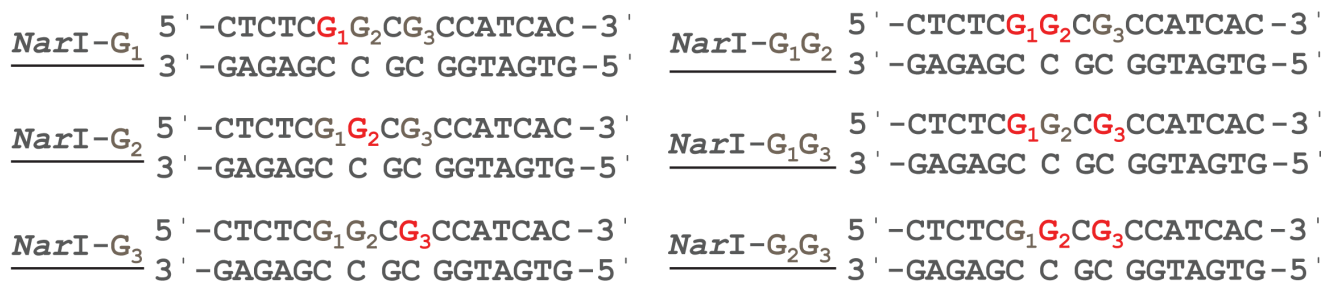 NarI-G₁
5'-CTCTCG₁G₂CG₃CCATCAC-3'
3'-GAGAGC C GC GGTAGTG-5'
NarI-G₂
5'-CTCTCG₁G₂CG₃CCATCAC-3'
3'-GAGAGC C GC GGTAGTG-5'
NarI-G₃
5'-CTCTCG₁G₂CG₃CCATCAC-3'
3'-GAGAGC C GC GGTAGTG-5'
NarI-G₁G₂
5'-CTCTCG₁G₂CG₃CCATCAC-3'
3'-GAGAGC C GC GGTAGTG-5'
NarI-G₁G₃
5'-CTCTCG₁G₂CG₃CCATCAC-3'
3'-GAGAGC C GC GGTAGTG-5'
NarI-G₂G₃
5'-CTCTCG₁G₂CG₃CCATCAC-3'
3'-GAGAGC C GC GGTAGTG-5'